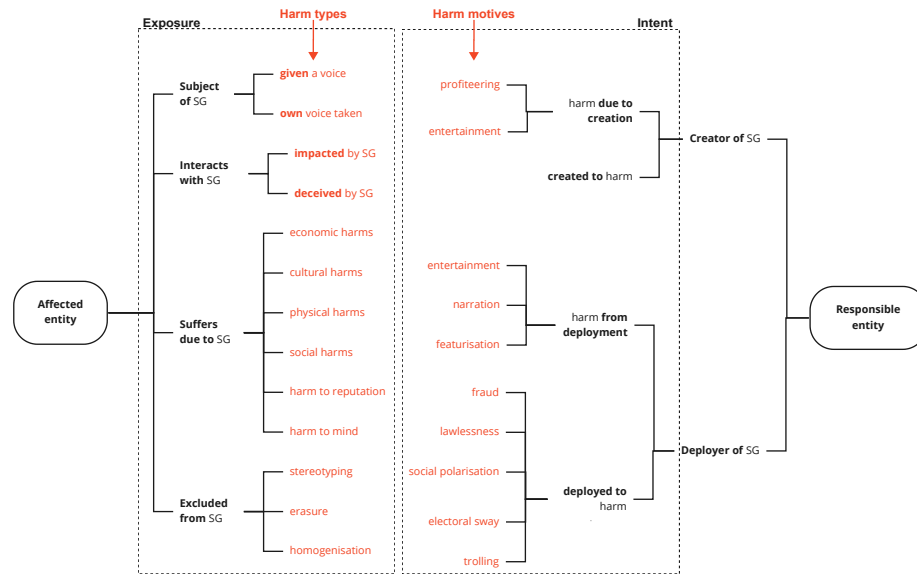 Exposure
Harm types
Harm motives
Intent
Subject
of SG
given a voice
own voice taken
Interacts
with SG
impacted by SG
deceived by SG
Affected
entity
Suffers
due to SG
economic harms
cultural harms
physical harms
social harms
harm to reputation
harm to mind
Excluded
from SG
stereotyping
erasure
homogenisation
profiteering
entertainment
harm due to
creation
created to harm
Creator of SG
entertainment
narration
featurisation
harm from
deployment
fraud
lawlessness
social polarisation
electoral sway
trolling
deployed to
harm
Deployer of SG
Responsible
entity